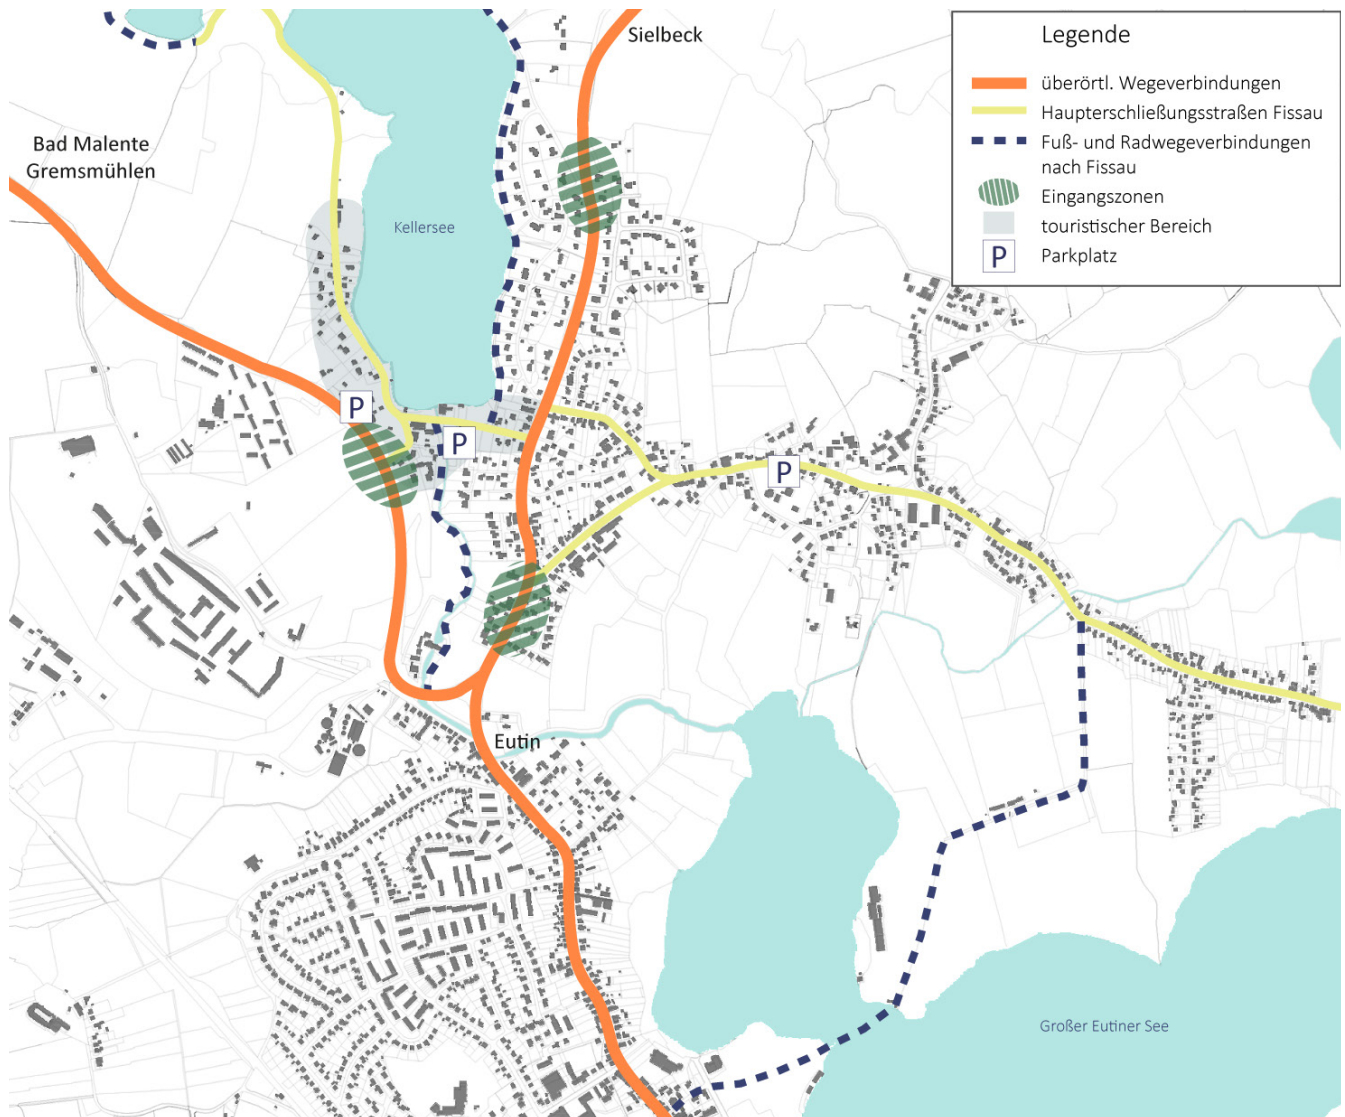 Sielbeck
Legende
überörtl. Wegeverbindungen
Haupterschließungsstraßen Fissau
Fuß- und Radwegeverbindungen
nach Fissau
Eingangszonen
touristischer Bereich
P
Parkplatz
Bad Malente
Gremsmühlen
Kellersee
P
P
P
Eutin
Großer Eutiner See